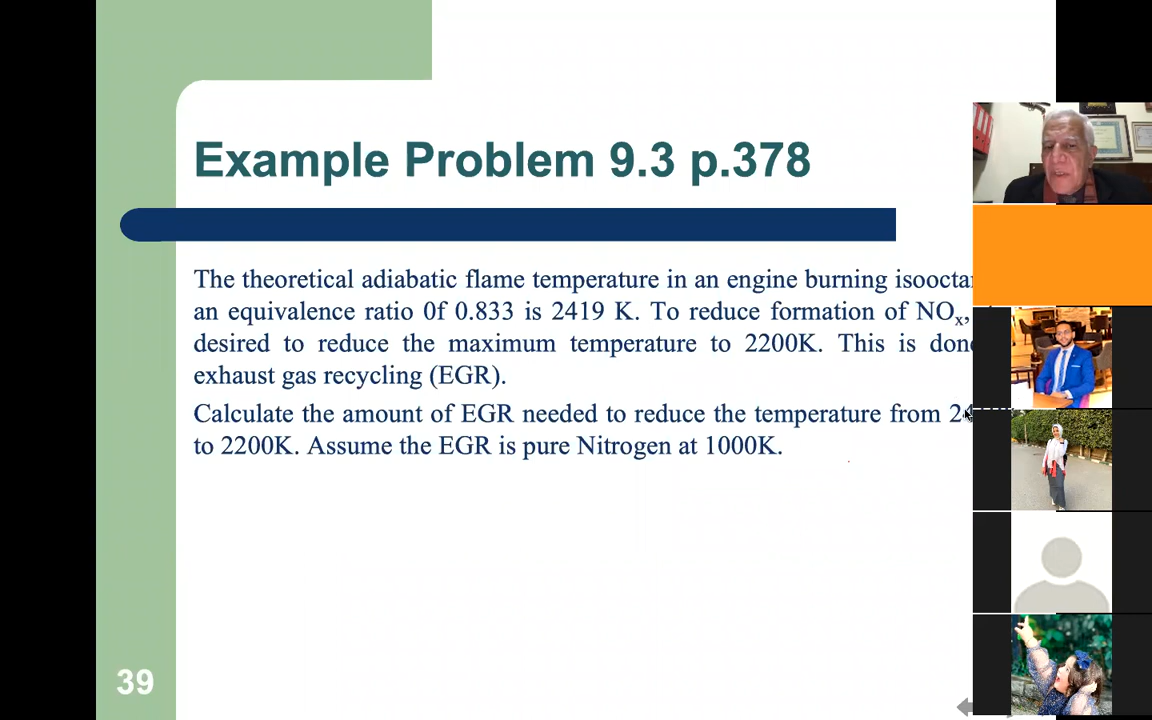 Example Problem 9.3 p.378
The theoretical adiabatic flame temperature in an engine burning
an equivalence ratio 0f 0.833 is 2419 K. To reduce formation of NOx,
desired to reduce the maximum temperature to 2200K. This is
exhaust gas recycling (EGR).
Calculate the amount of EGR needed to reduce the temperature from
to 2200K. Assume the EGR is pure Nitrogen at 1000K.
39